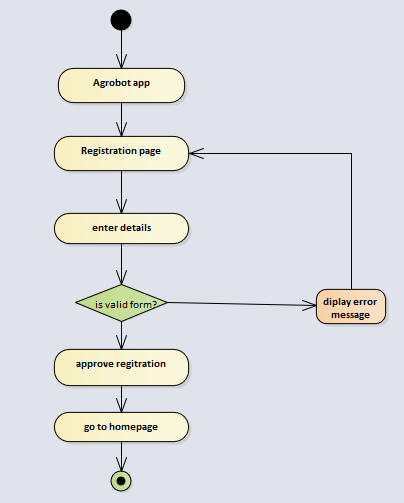 Agrobot app
Registration page
enter details
is valid form?
diplay error
message
approve regitration
go to homepage